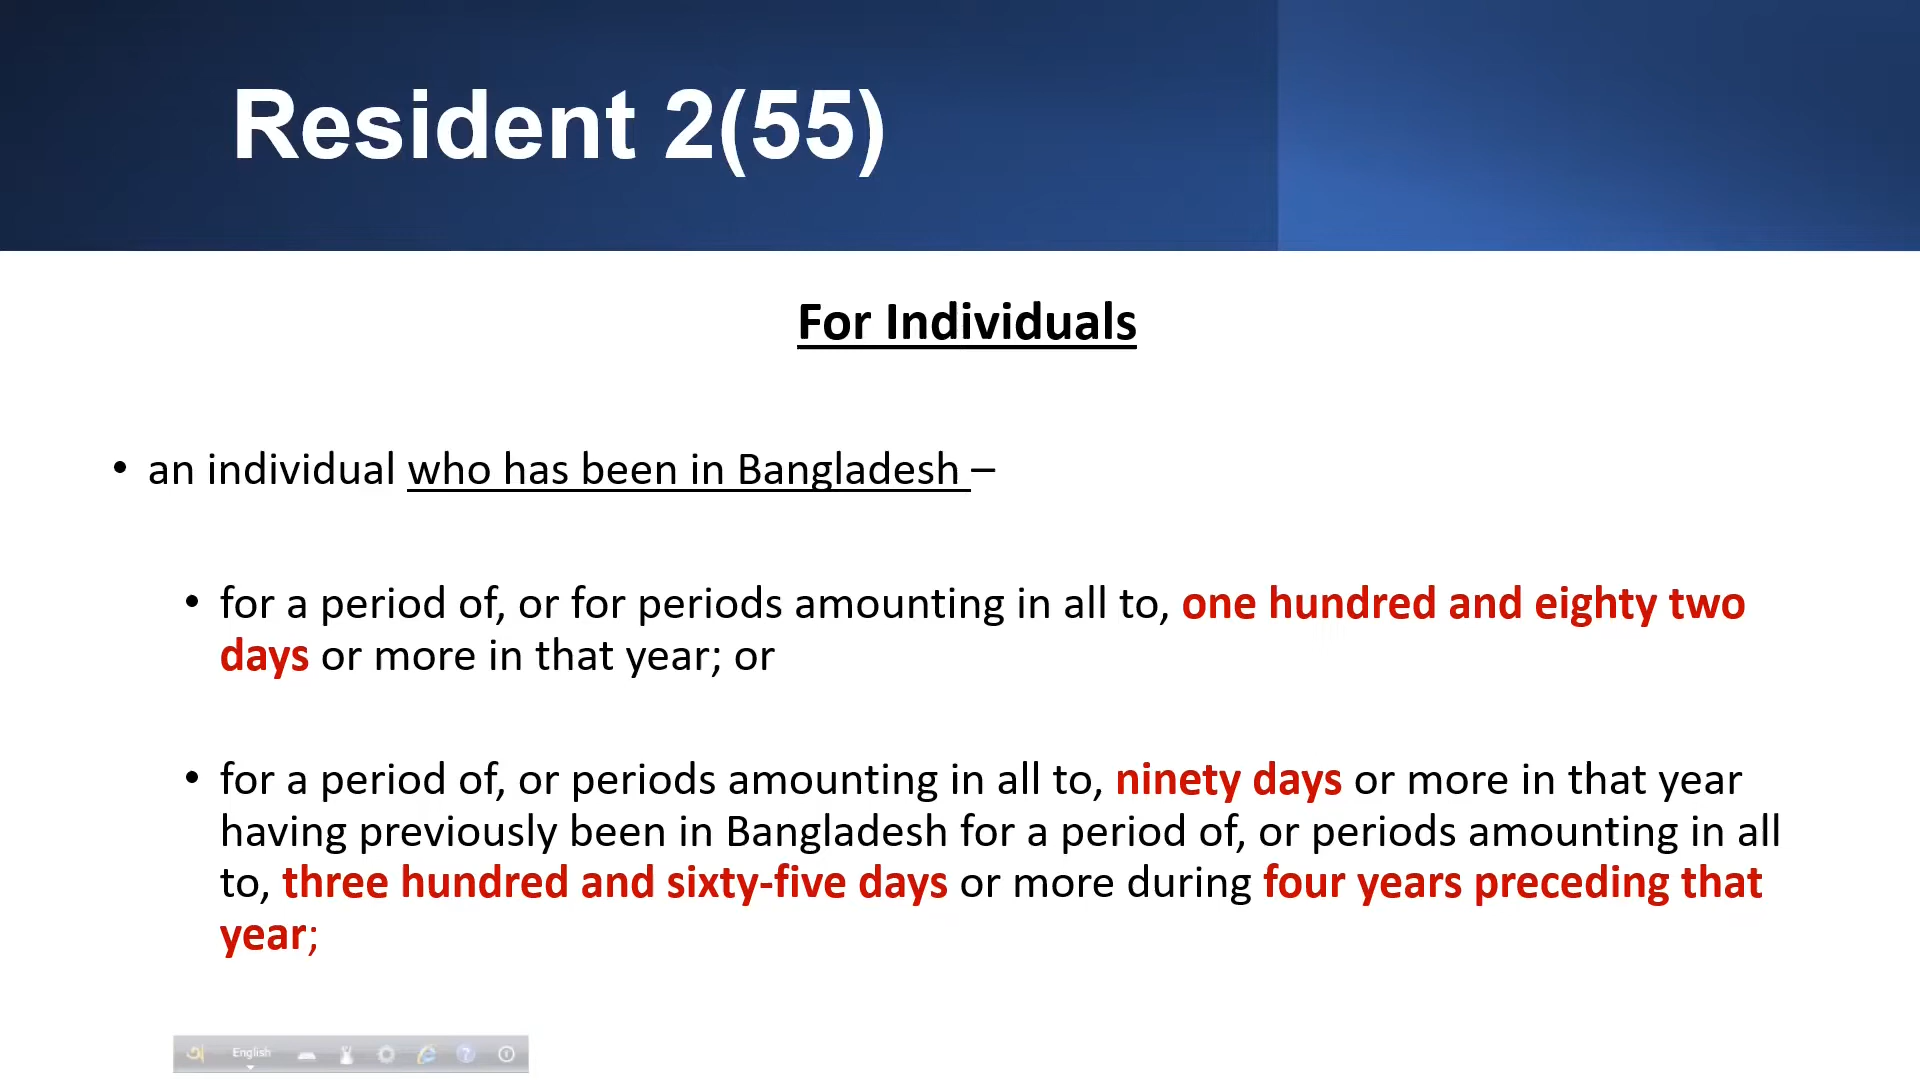 Resident 2(55)
For Individuals
• an individual who has been in Bangladesh –
• for a period of, or for periods amounting in all to, one hundred and eighty two
days or more in that year; or
• for a period of, or periods amounting in all to, ninety days or more in that year
having previously been in Bangladesh for a period of, or periods amounting in all
to, three hundred and sixty-five days or more during four years preceding that
year;
English